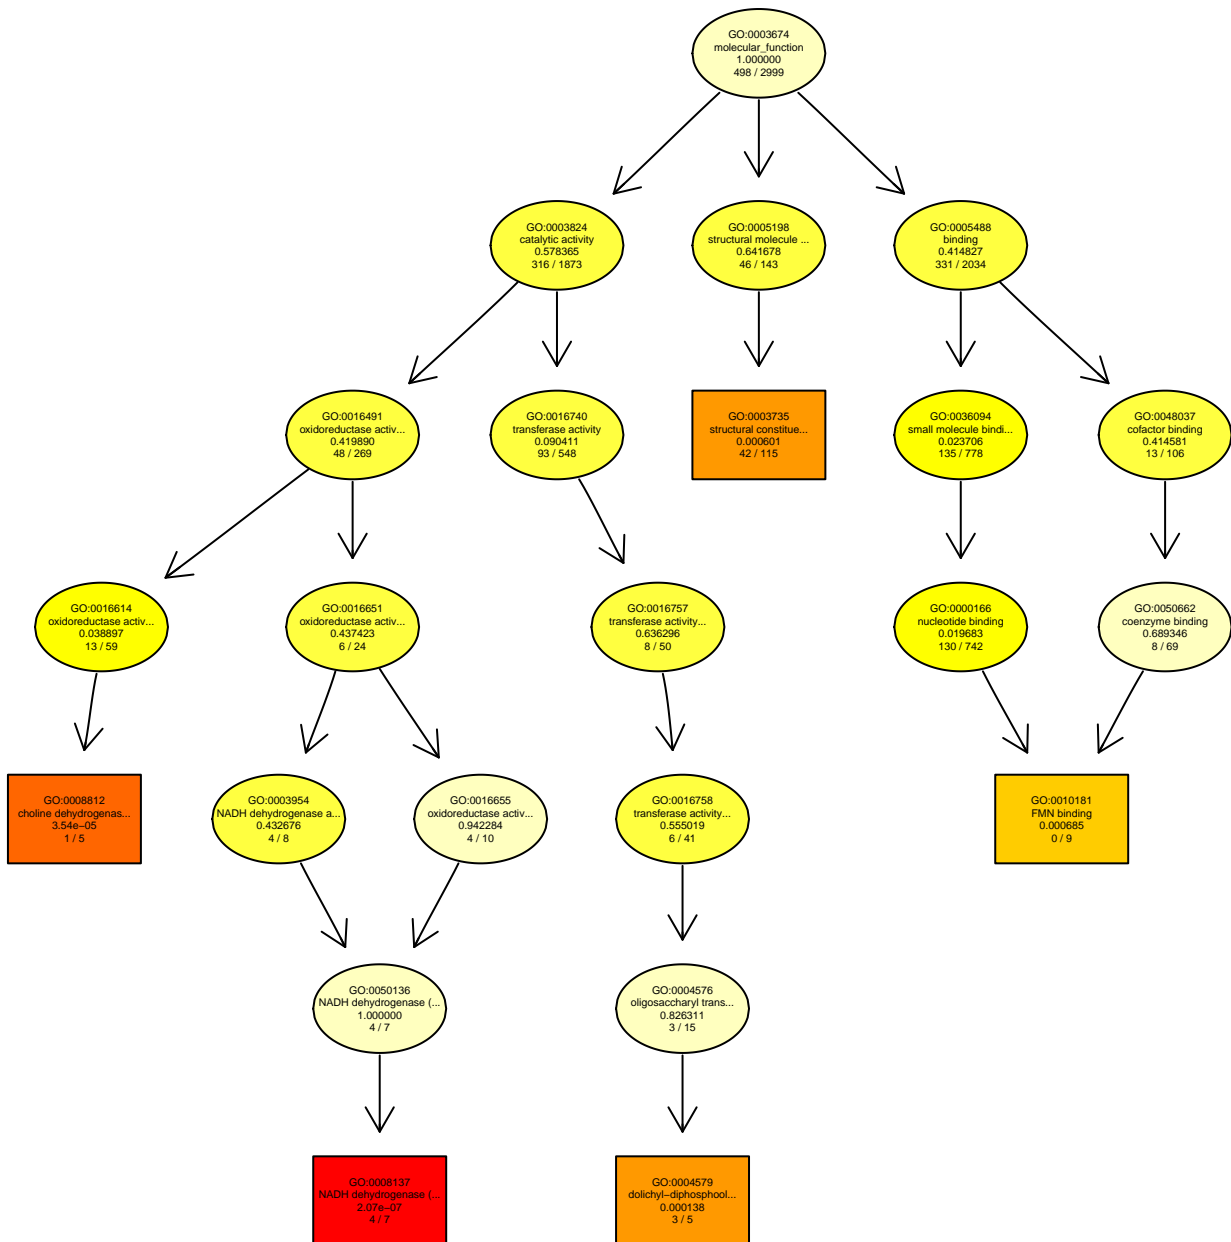 GO:0003674
molecular_function
1.000000
498 / 2999
GO:0003824
catalytic activity
0.578365
316 / 1873
GO:0005198
structural molecule ...
0.641678
46 / 143
GO:0005488
binding
0.414827
331 / 2034
GO:0016491
oxidoreductase activ...
0.419890
48 / 269
GO:0016740
transferase activity
0.090411
93 / 548
GO:0003735
structural constitue...
0.000601
42 / 115
GO:0036094
small molecule bindi...
0.023706
135 / 778
GO:0048037
cofactor binding
0.414581
13 / 106
GO:0016614
oxidoreductase activ...
0.038897
13 / 59
GO:0016651
oxidoreductase activ...
0.437423
6 / 24
GO:0016757
transferase activity...
0.636296
8 / 50
GO:0000166
nucleotide binding
0.019683
130 / 742
GO:0050662
coenzyme binding
0.689346
8 / 69
GO:0008812
choline dehydrogenas...
3.54e−05
1 / 5
GO:0003954
NADH dehydrogenase a...
0.432676
4 / 8
GO:0016655
oxidoreductase activ...
0.942284
4 / 10
GO:0016758
transferase activity...
0.555019
6 / 41
GO:0010181
FMN binding
0.000685
0 / 9
GO:0050136
NADH dehydrogenase (...
1.000000
4 / 7
GO:0004576
oligosaccharyl trans...
0.826311
3 / 15
GO:0008137
NADH dehydrogenase (...
2.07e−07
4 / 7
GO:0004579
dolichyl−diphosphool...
0.000138
3 / 5